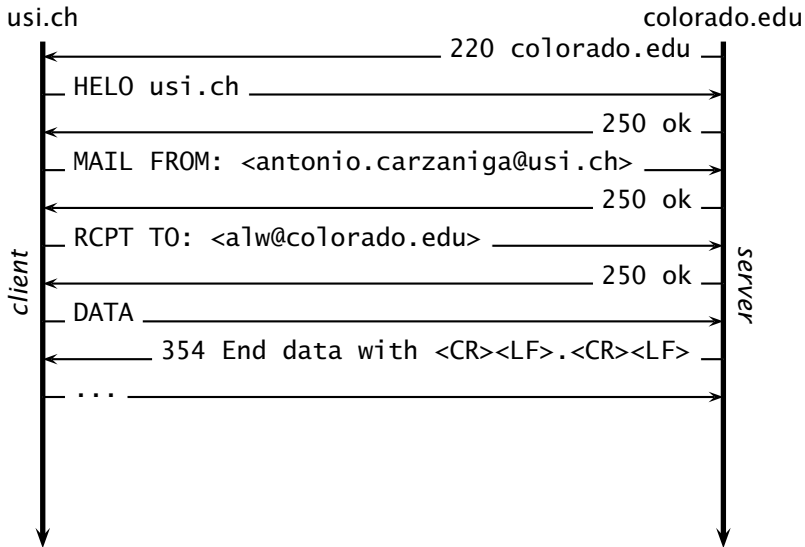 usi.ch colorado.edu
220 colorado.edu
HELO usi.ch
250 ok
MAIL FROM: <antonio.carzaniga@usi.ch>
250 ok
RCPT TO: <alw@colorado.edu>
250 ok
client
server
DATA
354 End data with <CR><LF>.<CR><LF>
...